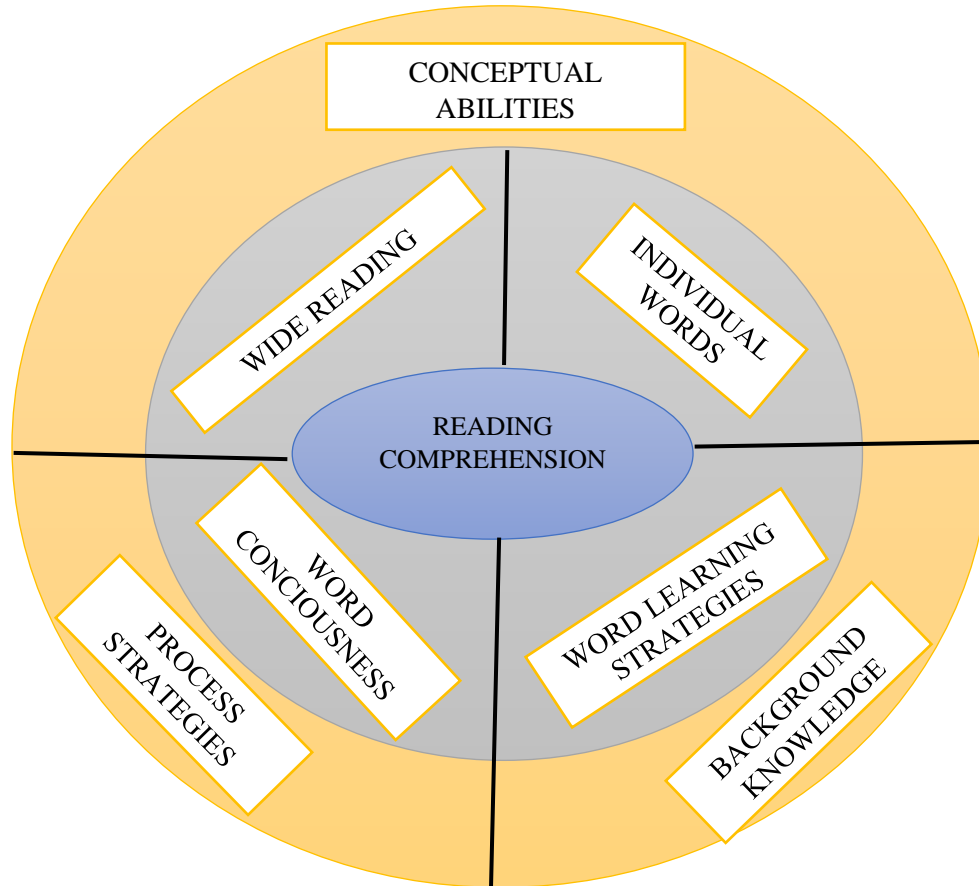 CONCEPTUAL
ABILITIES
WIDE READING
INDIVIDUAL
WORDS
READING
COMPREHENSION
WORD
CONCIOUSNESS
WORD LEARNING
STRATEGIES
PROCESS
STRATEGIES
BACKGROUND
KNOWLEDGE